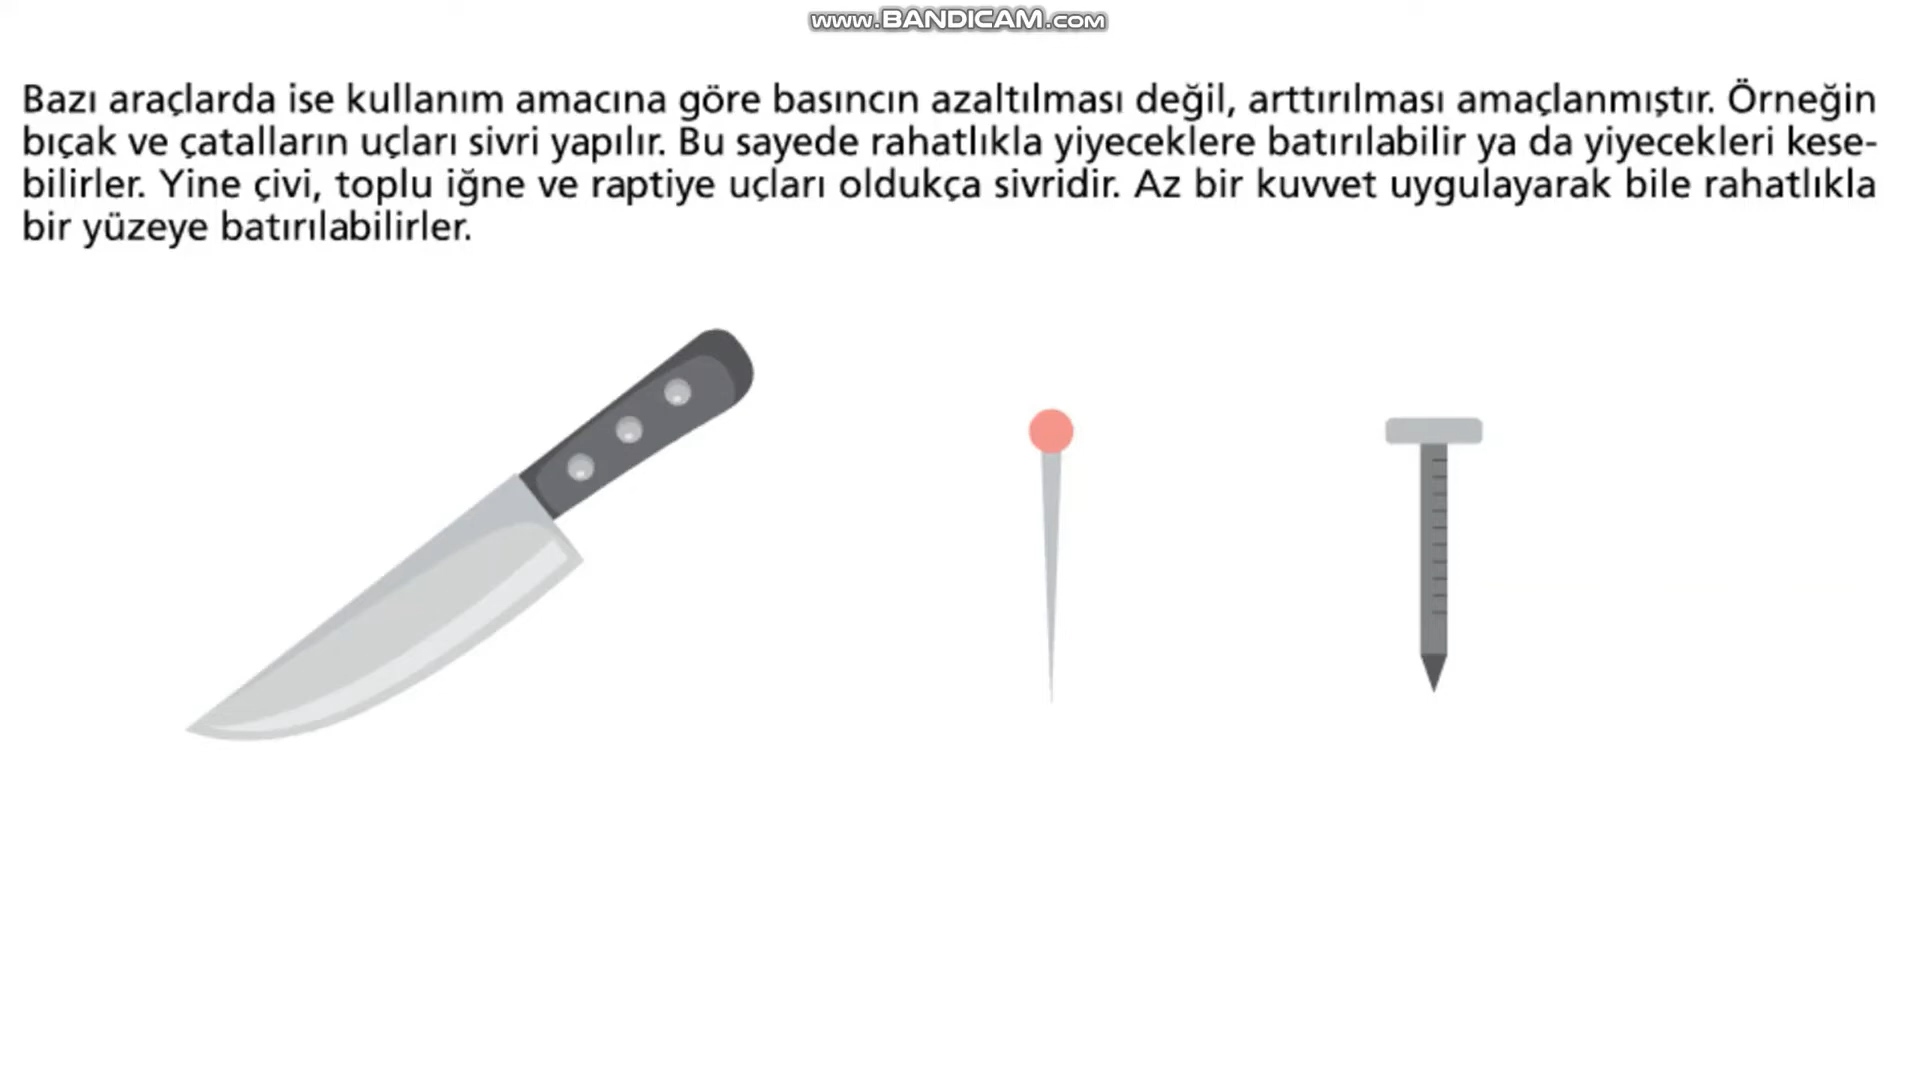 www.BANDICAM.com
Bazı araçlarda ise kullanım amacına göre basıncın azaltılması değil, arttırılması amaçlanmıştır. Örneğin
bıçak ve çatalların uçları sivri yapılır. Bu sayede rahatlıkla yiyeceklere batırılabilir ya da yiyecekleri kese-
bilirler. Yine çivi, toplu iğne ve raptiye uçları oldukça sivridir. Az bir kuvvet uygulayarak bile rahatlıkla
bir yüzeye batırılabilirler.